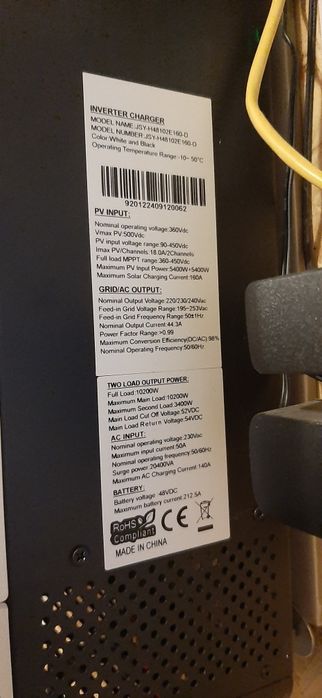 INVERTER CHARGER
MODEL NAME:JSY-H48102E160-D
MODEL NUMBER:JSY-H48102E160-D
Color:White and Black
Operating Temperature Range:-10~ 50°C
920122409120062
PV INPUT:
Nominal operating voltage:360Vdc
Vmax PV:500Vdc
PV input voltage range:90-450Vdc
Imax PV/Channels:18.0A/2Channels
Full load MPPT range:360-450Vdc
Maximum PV Input Power:5400W+5400W
Maximum Solar Charging Current:160A
GRID/AC OUTPUT:
Nominal Output Voltage:220/230/240Vac
Feed-in Grid Voltage Range:195~253Vac
Feed-in Grid Frequency Range:50±1Hz
Nominal Output Current:44.3A
Power Factor Range:>0.99
Maximum Conversion Efficiency(DC/AC):98%
Nominal Operating Frequency:50/60Hz.
TWO LOAD OUTPUT POWER:
Full Load:10200W
Maximum Main Load:10200W
Maximum Second Load:3400W
Main Load Cut Off Voltage:52VDC
Main Load Return Voltage:54VDC
AC INPUT:
Nominal operating voltage:230Vac
Maximum input current:50A
Nominal operating frequency:50/60Hz
Surge power:20400VA
Maximum AC Charging Current:140A
BATTERY:
Battery voltage :48VDC
Maximum battery current:212.5A
RoHS
Compliant
CE
MADE IN CHINA